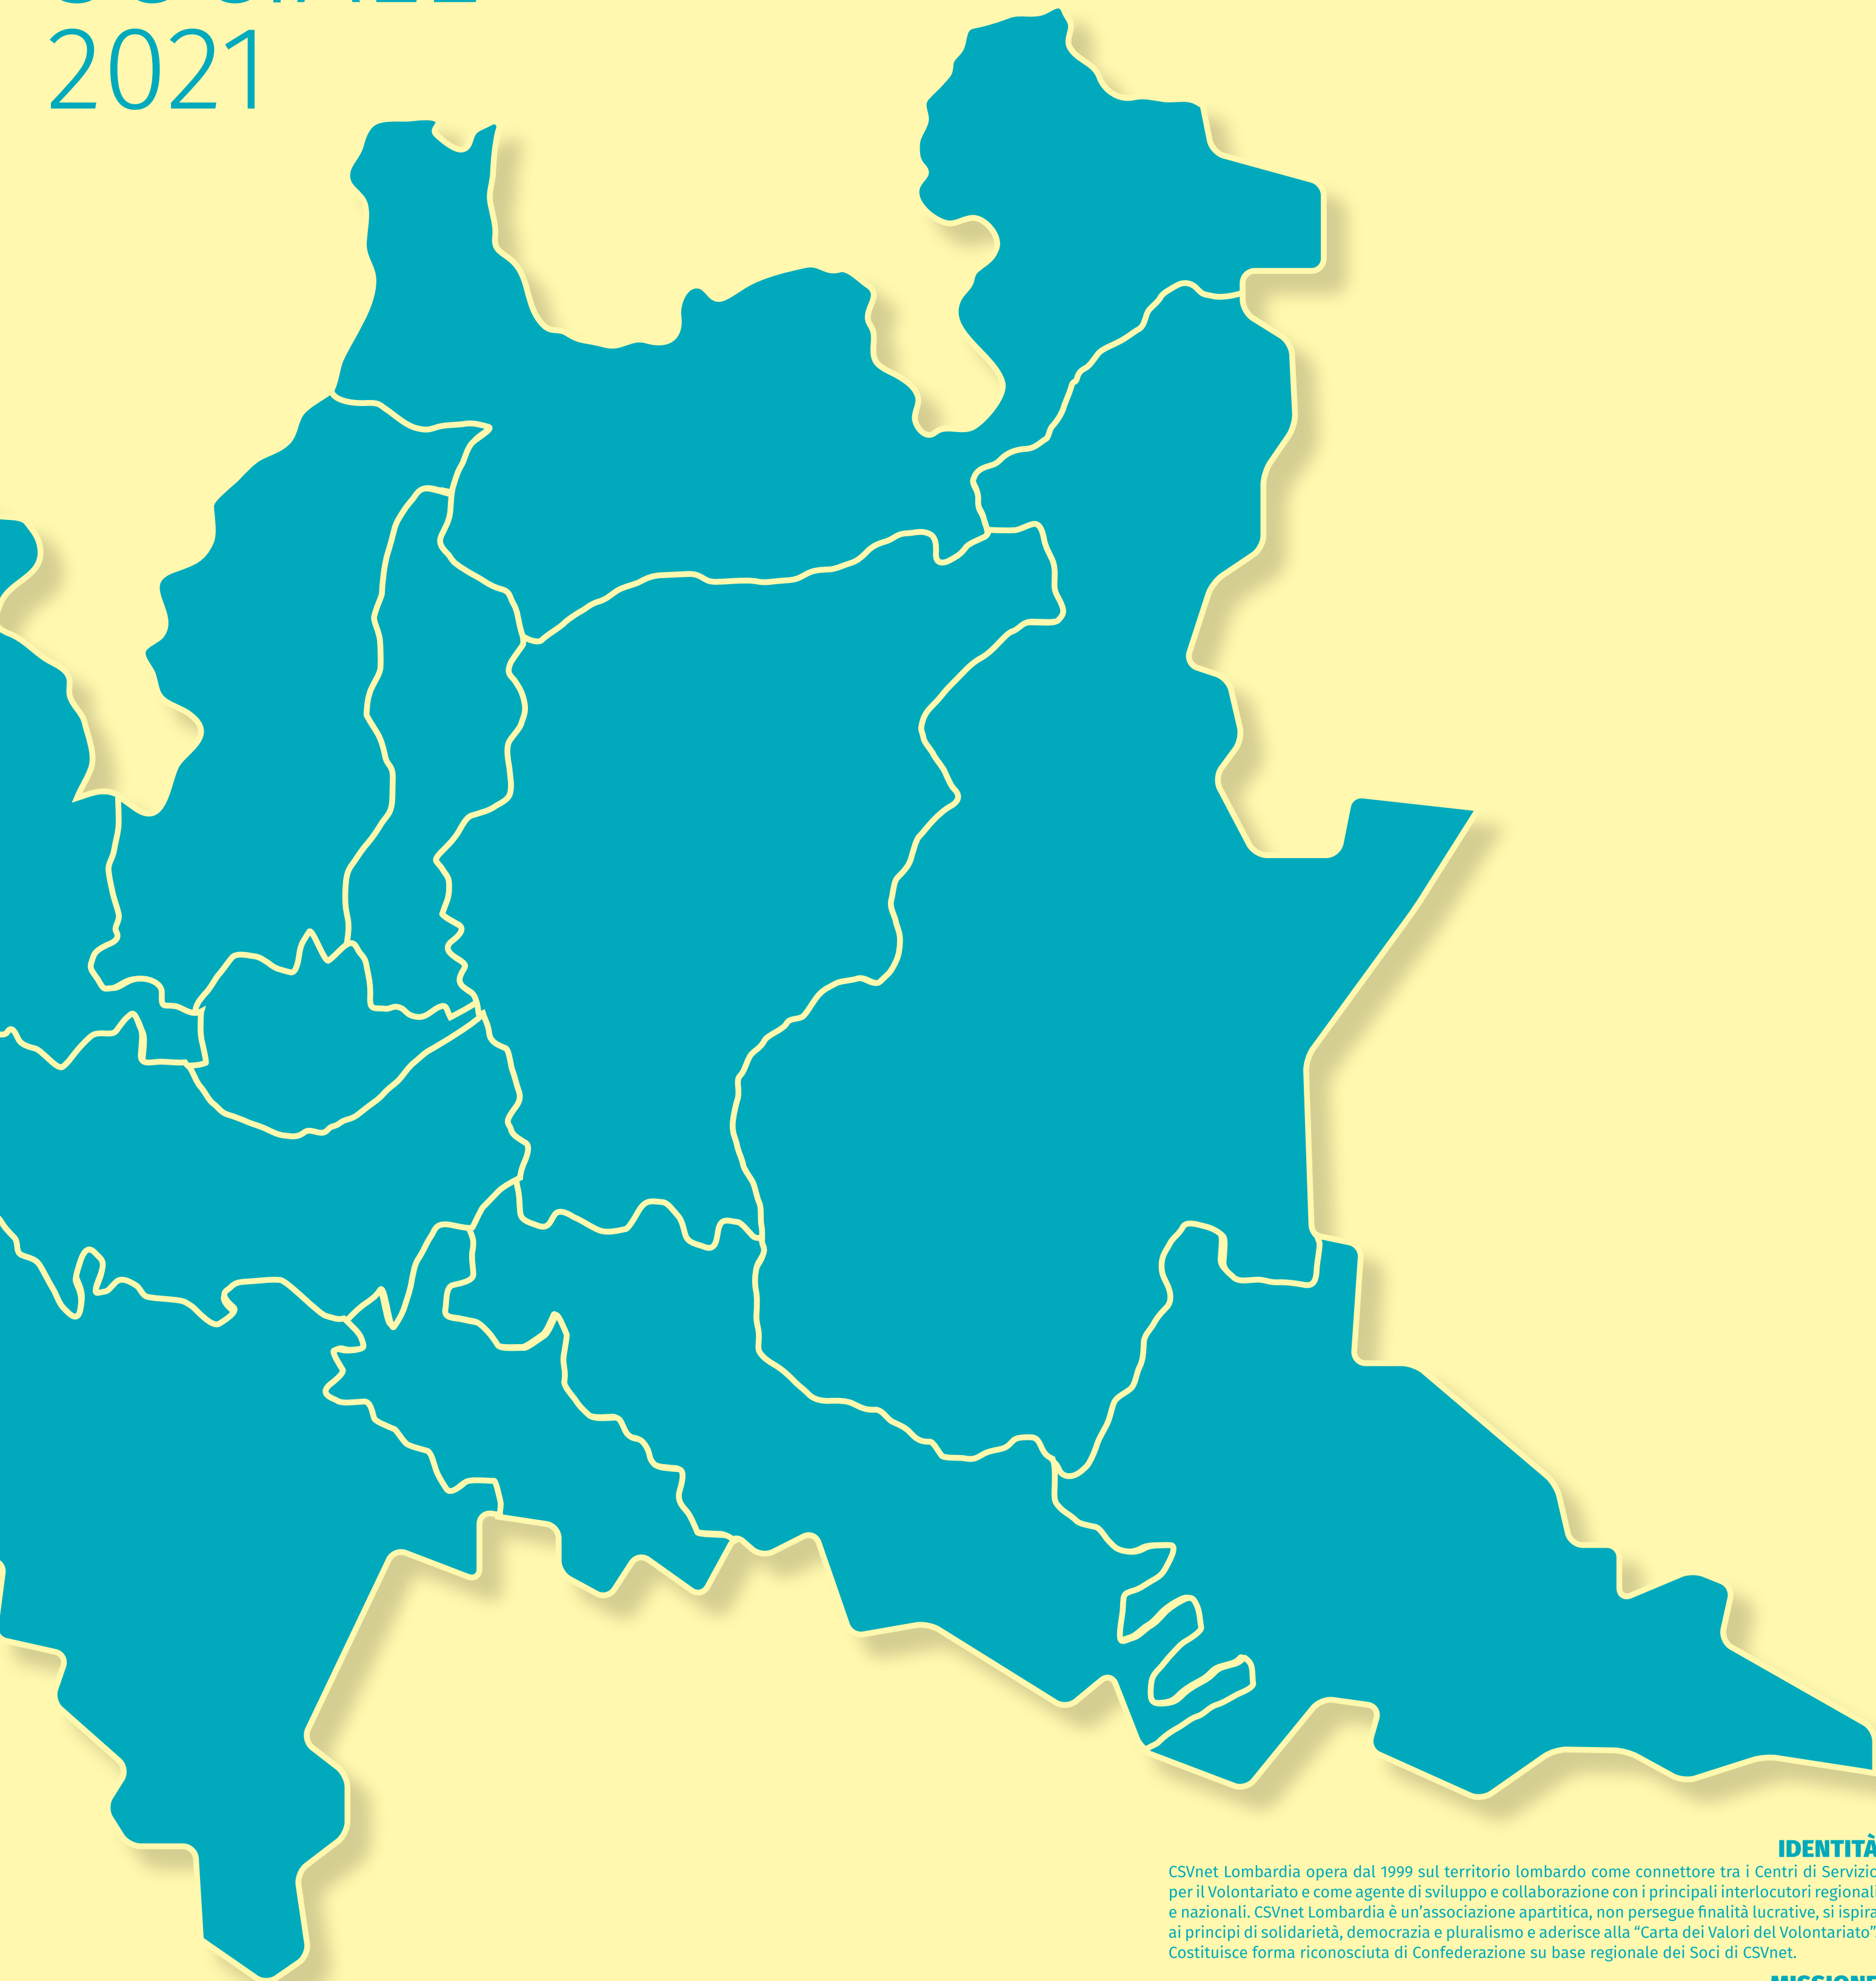 2021
IDENTITÀ
CSVnet Lombardia opera dal 1999 sul territorio lombardo come connettore tra i Centri di Servizio
per il Volontariato e come agente di sviluppo e collaborazione con i principali interlocutori regionali
e nazionali. CSVnet Lombardia è un’associazione apartitica, non persegue finalità lucrative, si ispira
ai principi di solidarietà, democrazia e pluralismo e aderisce alla “Carta dei Valori del Volontariato”.
Costituisce forma riconosciuta di Confederazione su base regionale dei Soci di CSVnet.